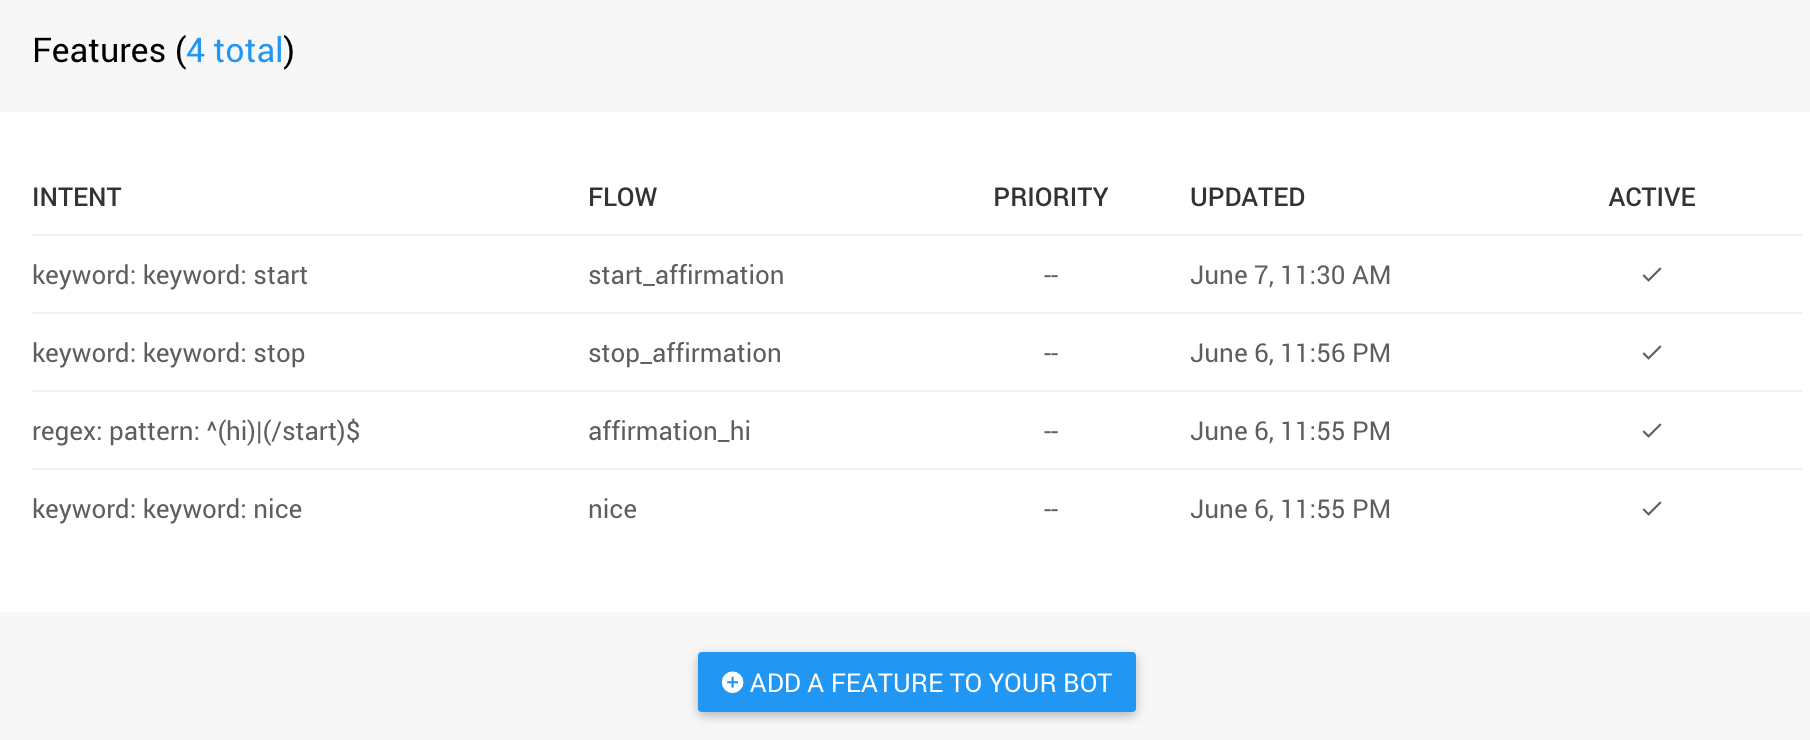 Features (4 total)
INTENT FLOW PRIORITY UPDATED ACTIVE
keyword: keyword: start start_affirmation -- June 7, 11:30 AM
keyword: keyword: stop stop_affirmation -- June 6, 11:56 PM
regex: pattern: ^(hi)|(/start)$ affirmation_hi -- June 6, 11:55 PM
keyword: keyword: nice nice -- June 6, 11:55 PM
ADD A FEATURE TO YOUR BOT